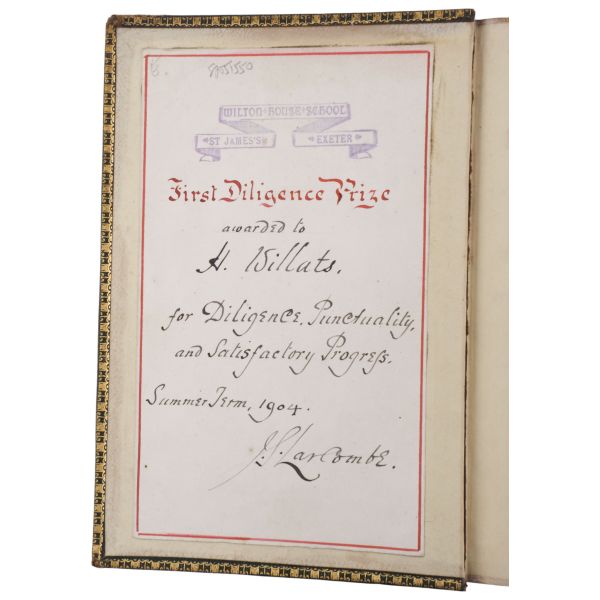 WILTON HOUSE SCHOOL
ST JAMES'S EXETER
First Diligence Prize
awarded to
H. Willats.
for Diligence, Punctuality,
and Satisfactory Progress.
Summer Term, 1904.
J.S. Larcombe.